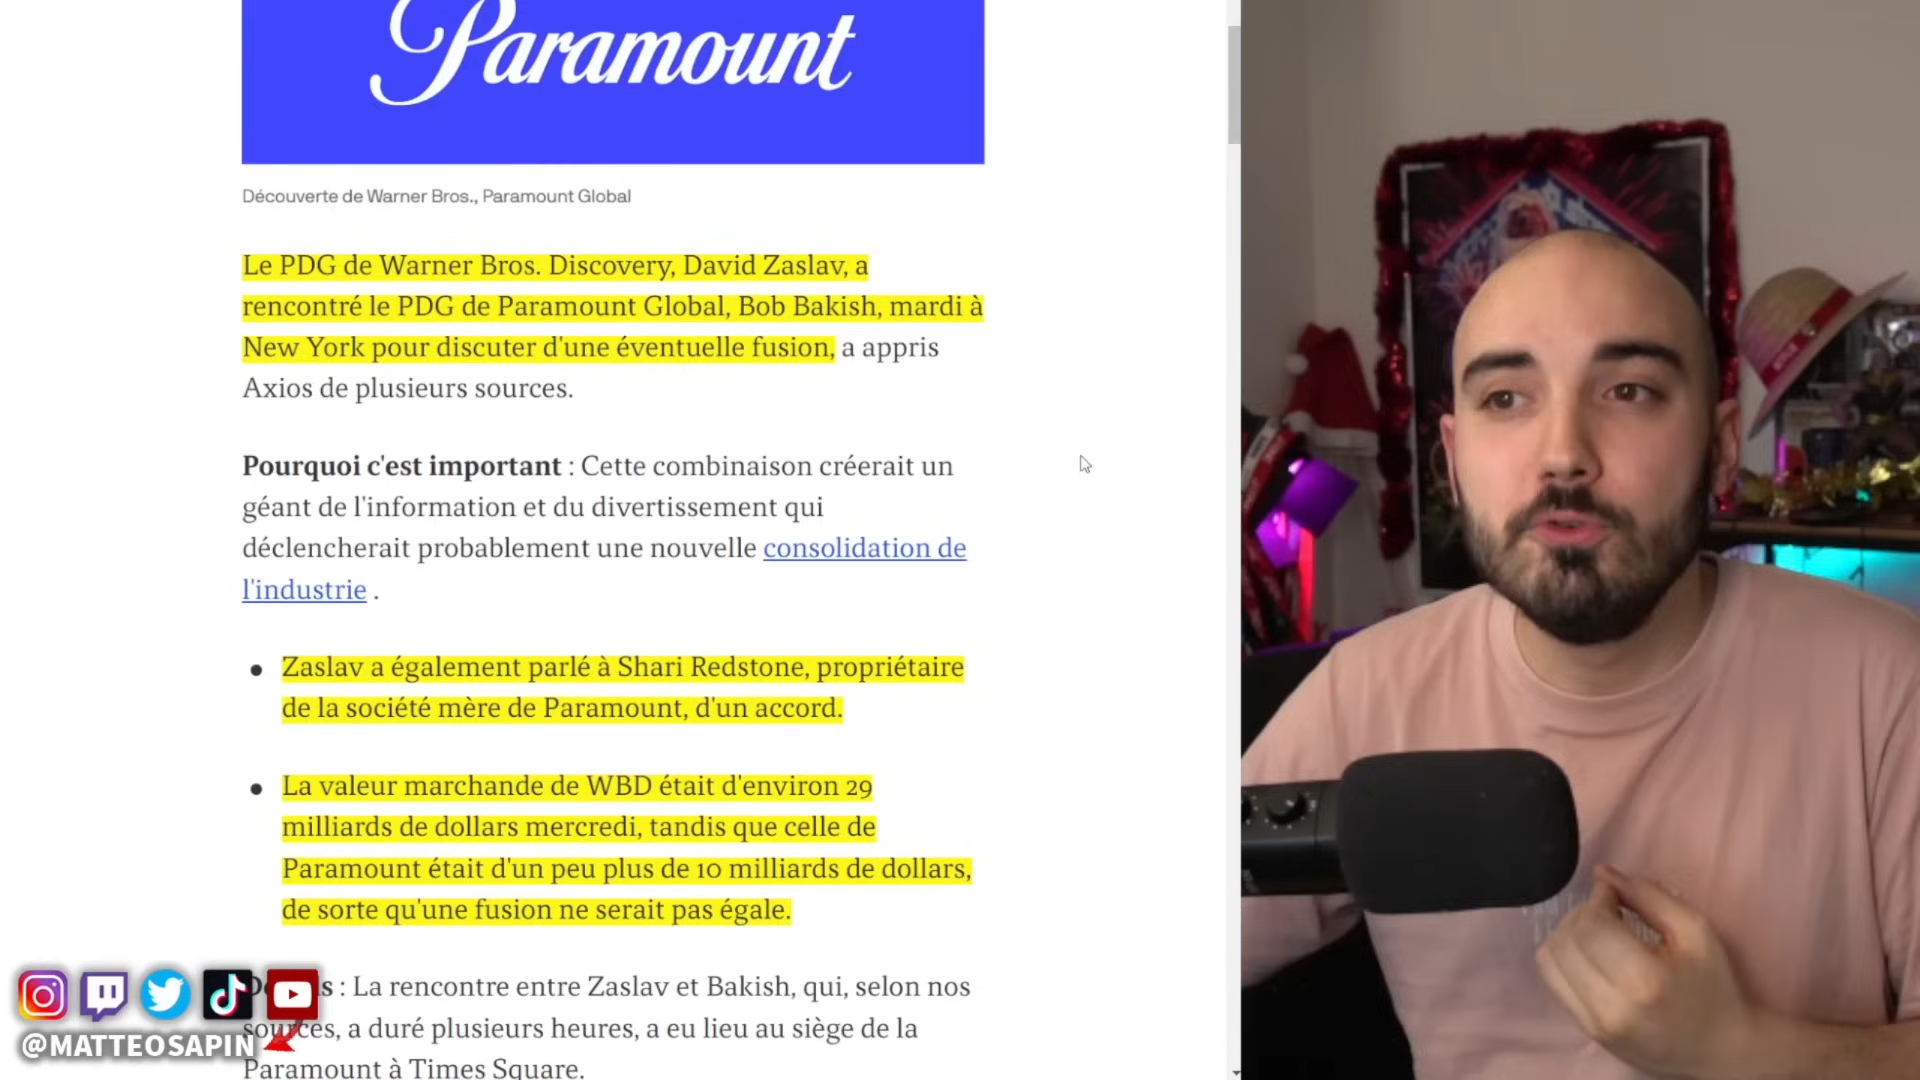 Paramount
Découverte de Warner Bros., Paramount Global
Le PDG de Warner Bros. Discovery, David Zaslav, a
rencontré le PDG de Paramount Global, Bob Bakish, mardi à
New York pour discuter d'une éventuelle fusion, a appris
Axios de plusieurs sources.
Pourquoi c'est important : Cette combinaison créerait un
géant de l'information et du divertissement qui
déclencherait probablement une nouvelle consolidation de
l'industrie .
Zaslav a également parlé à Shari Redstone, propriétaire
de la société mère de Paramount, d'un accord.
La valeur marchande de WBD était d'environ 29
milliards de dollars mercredi, tandis que celle de
Paramount était d'un peu plus de 10 milliards de dollars,
de sorte qu'une fusion ne serait pas égale.
: La rencontre entre Zaslav et Bakish, qui, selon nos
sources, a duré plusieurs heures, a eu lieu au siège de la
Paramount à Times Square.
@MATTEOSAPIN